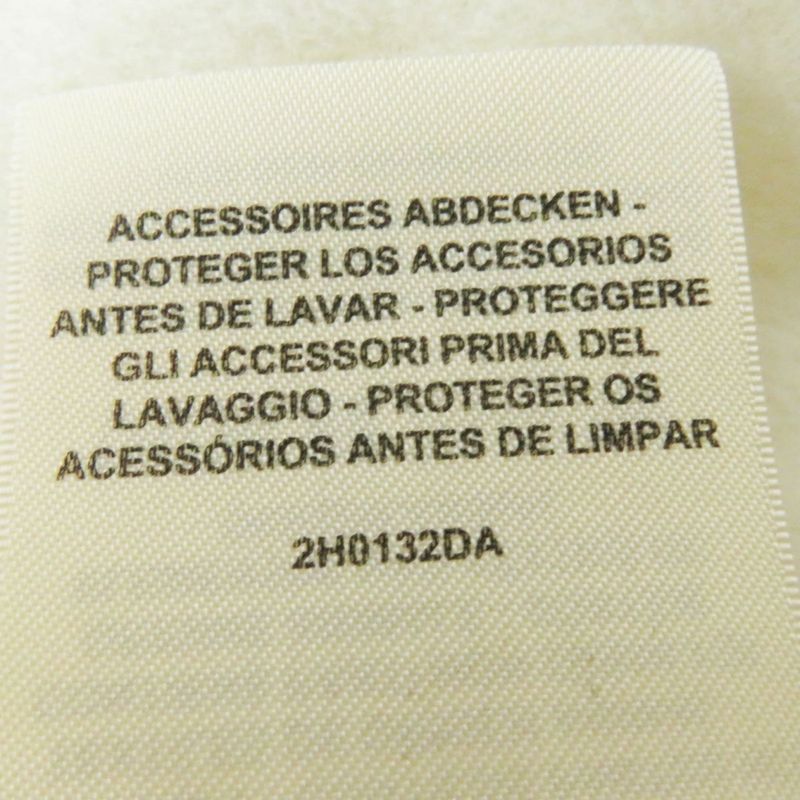 ACCESSOIRES ABDECKEN -
PROTEGER LOS ACCESORIOS
ANTES DE LAVAR - PROTEGGERE
GLI ACCESSORI PRIMA DEL
LAVAGGIO - PROTEGER OS
ACESSÓRIOS ANTES DE LIMPAR
2H0132DA